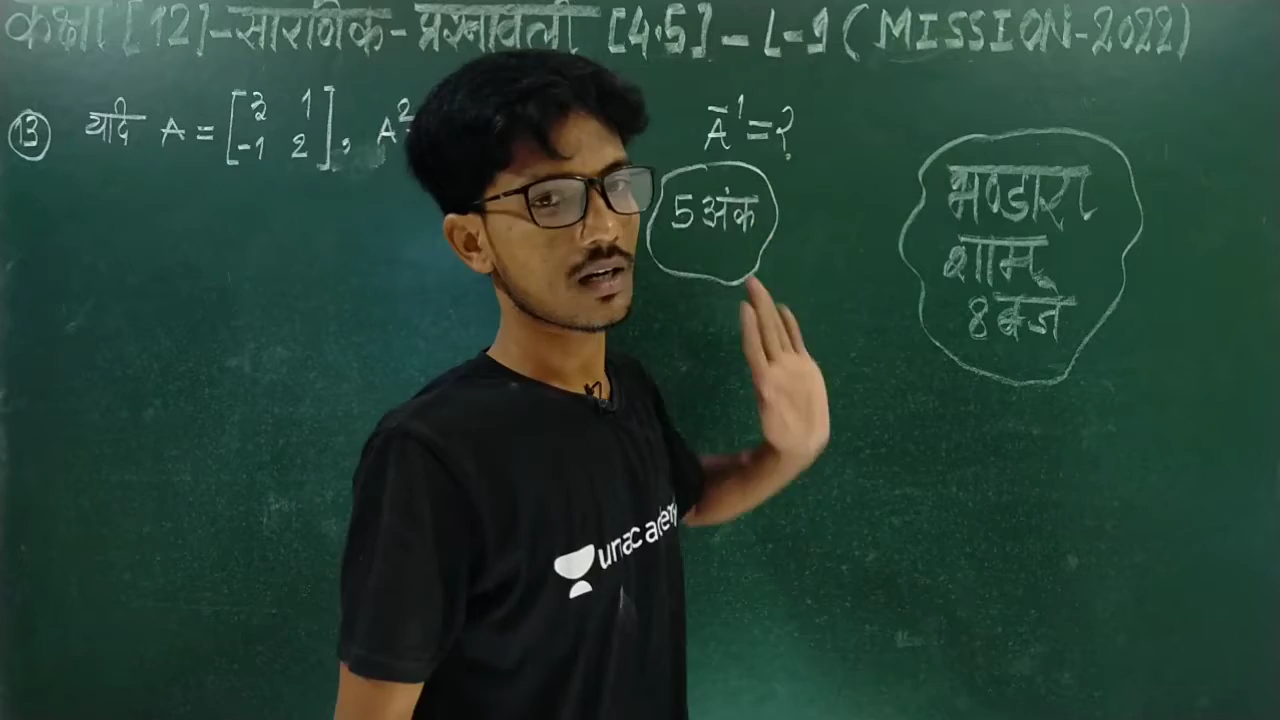 कक्षा [12]-सारणिक-प्रश्नावली [4.5] - L-9 (MISSION-2022)
13 यदि A = [3 1 -1 2], A² A⁻¹ = ?
5 अंक
भण्डारा
शाम
8 बजे
unacademy